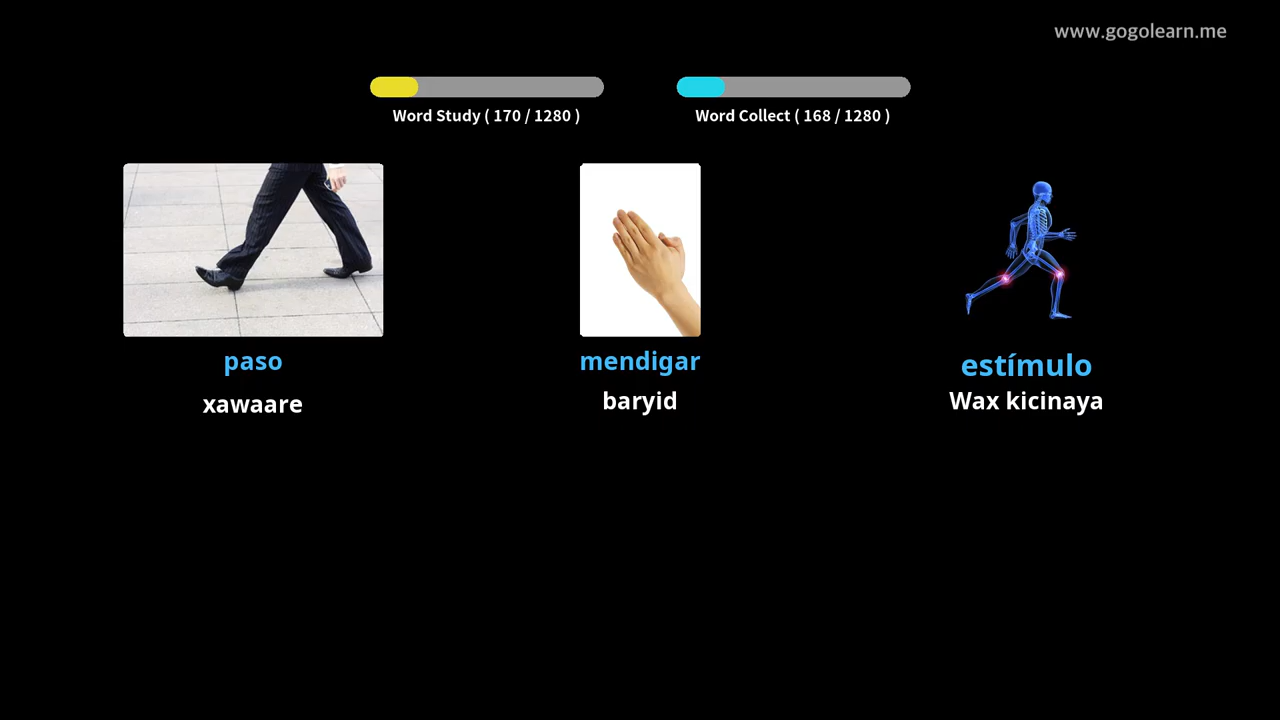 www.gogolearn.me
Word Study ( 170 / 1280 )
Word Collect ( 168 / 1280 )
paso
mendigar
estímulo
xawaare
baryid
Wax kicinaya